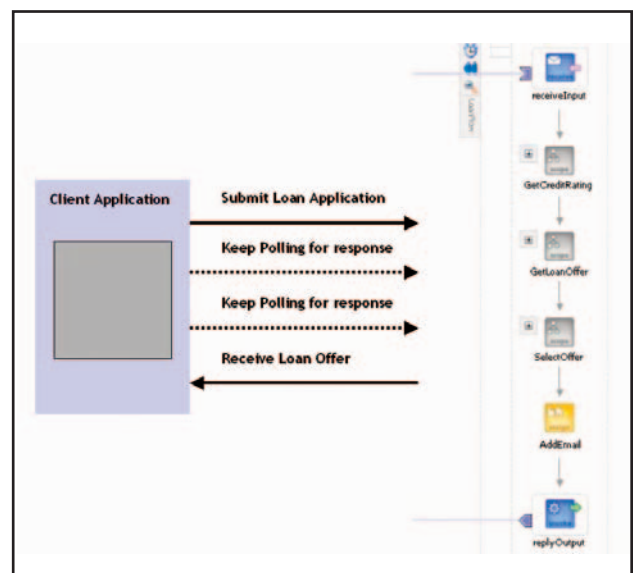 receiveInput
GetCreditRating
Client Application
Submit Loan Application
Keep Polling for response
GetLoanOffer
Keep Polling for response
Receive Loan Offer
SelectOffer
AddEmail
replyOutput